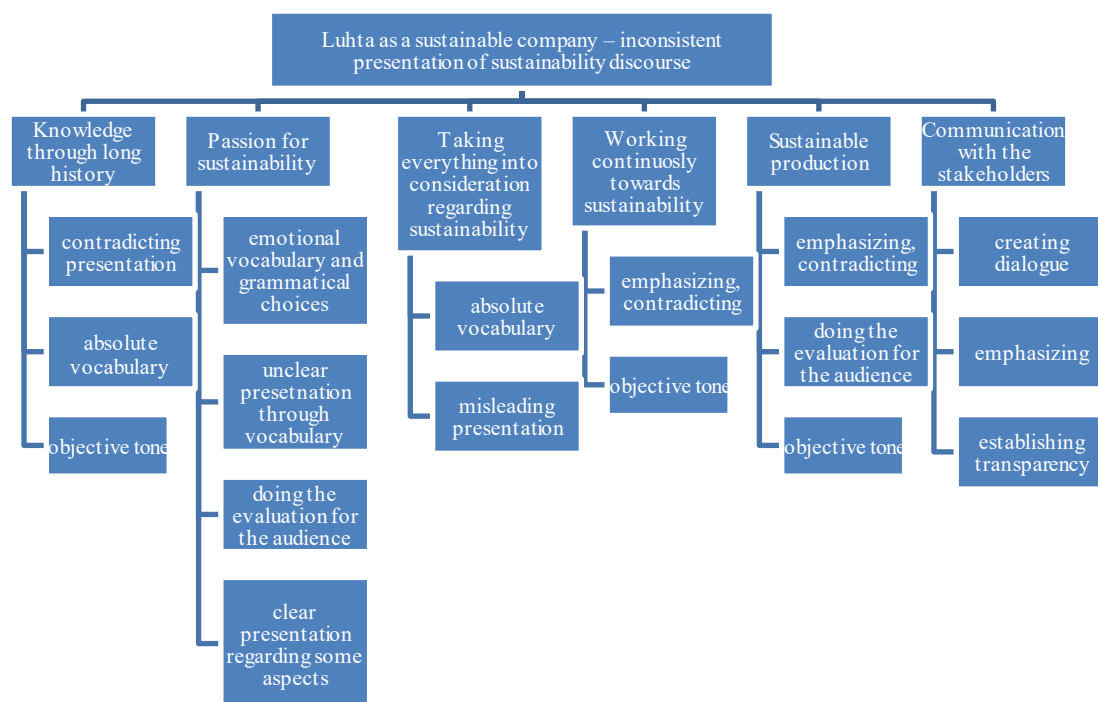 Luhta as a sustainable company – inconsistent
presentation of sustainability discourse
Knowledge
through long
history
contradicting
presentation
absolute
vocabulary
objective tone
Passion for
sustainability
emotional
vocabulary and
grammatical
choices
unclear
presetnation
through
vocabulary
doing the
evaluation for
the audience
clear
presentation
regarding some
aspects
Taking
everything into
consideration
regarding
sustainability
absolute
vocabulary
misleading
presentation
Working
continuosly
towards
sustainability
emphasizing,
contradicting
objective tone
Sustainable
production
emphasizing,
contradicting
doing the
evaluation for
the audience
objective tone
Communication
with the
stakeholders
creating
dialogue
emphasizing
establishing
transparency